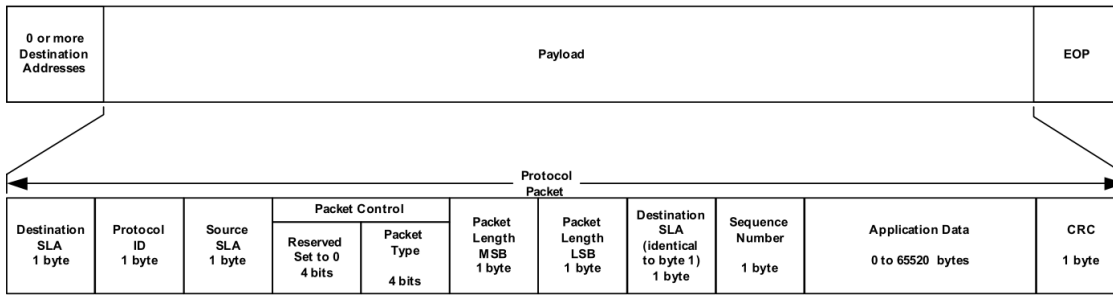 0 or more
Destination
Addresses
Payload
EOP
Protocol
Packet
Destination
SLA
1 byte
Protocol
ID
1 byte
Source
SLA
1 byte
Packet Control
Reserved
Set to 0
4 bits
Packet
Type
4 bits
Packet
Length
MSB
1 byte
Packet
Length
LSB
1 byte
Destination
SLA
(identical
to byte 1)
1 byte
Sequence
Number
1 byte
Application Data
0 to 65520 bytes
CRC
1 byte